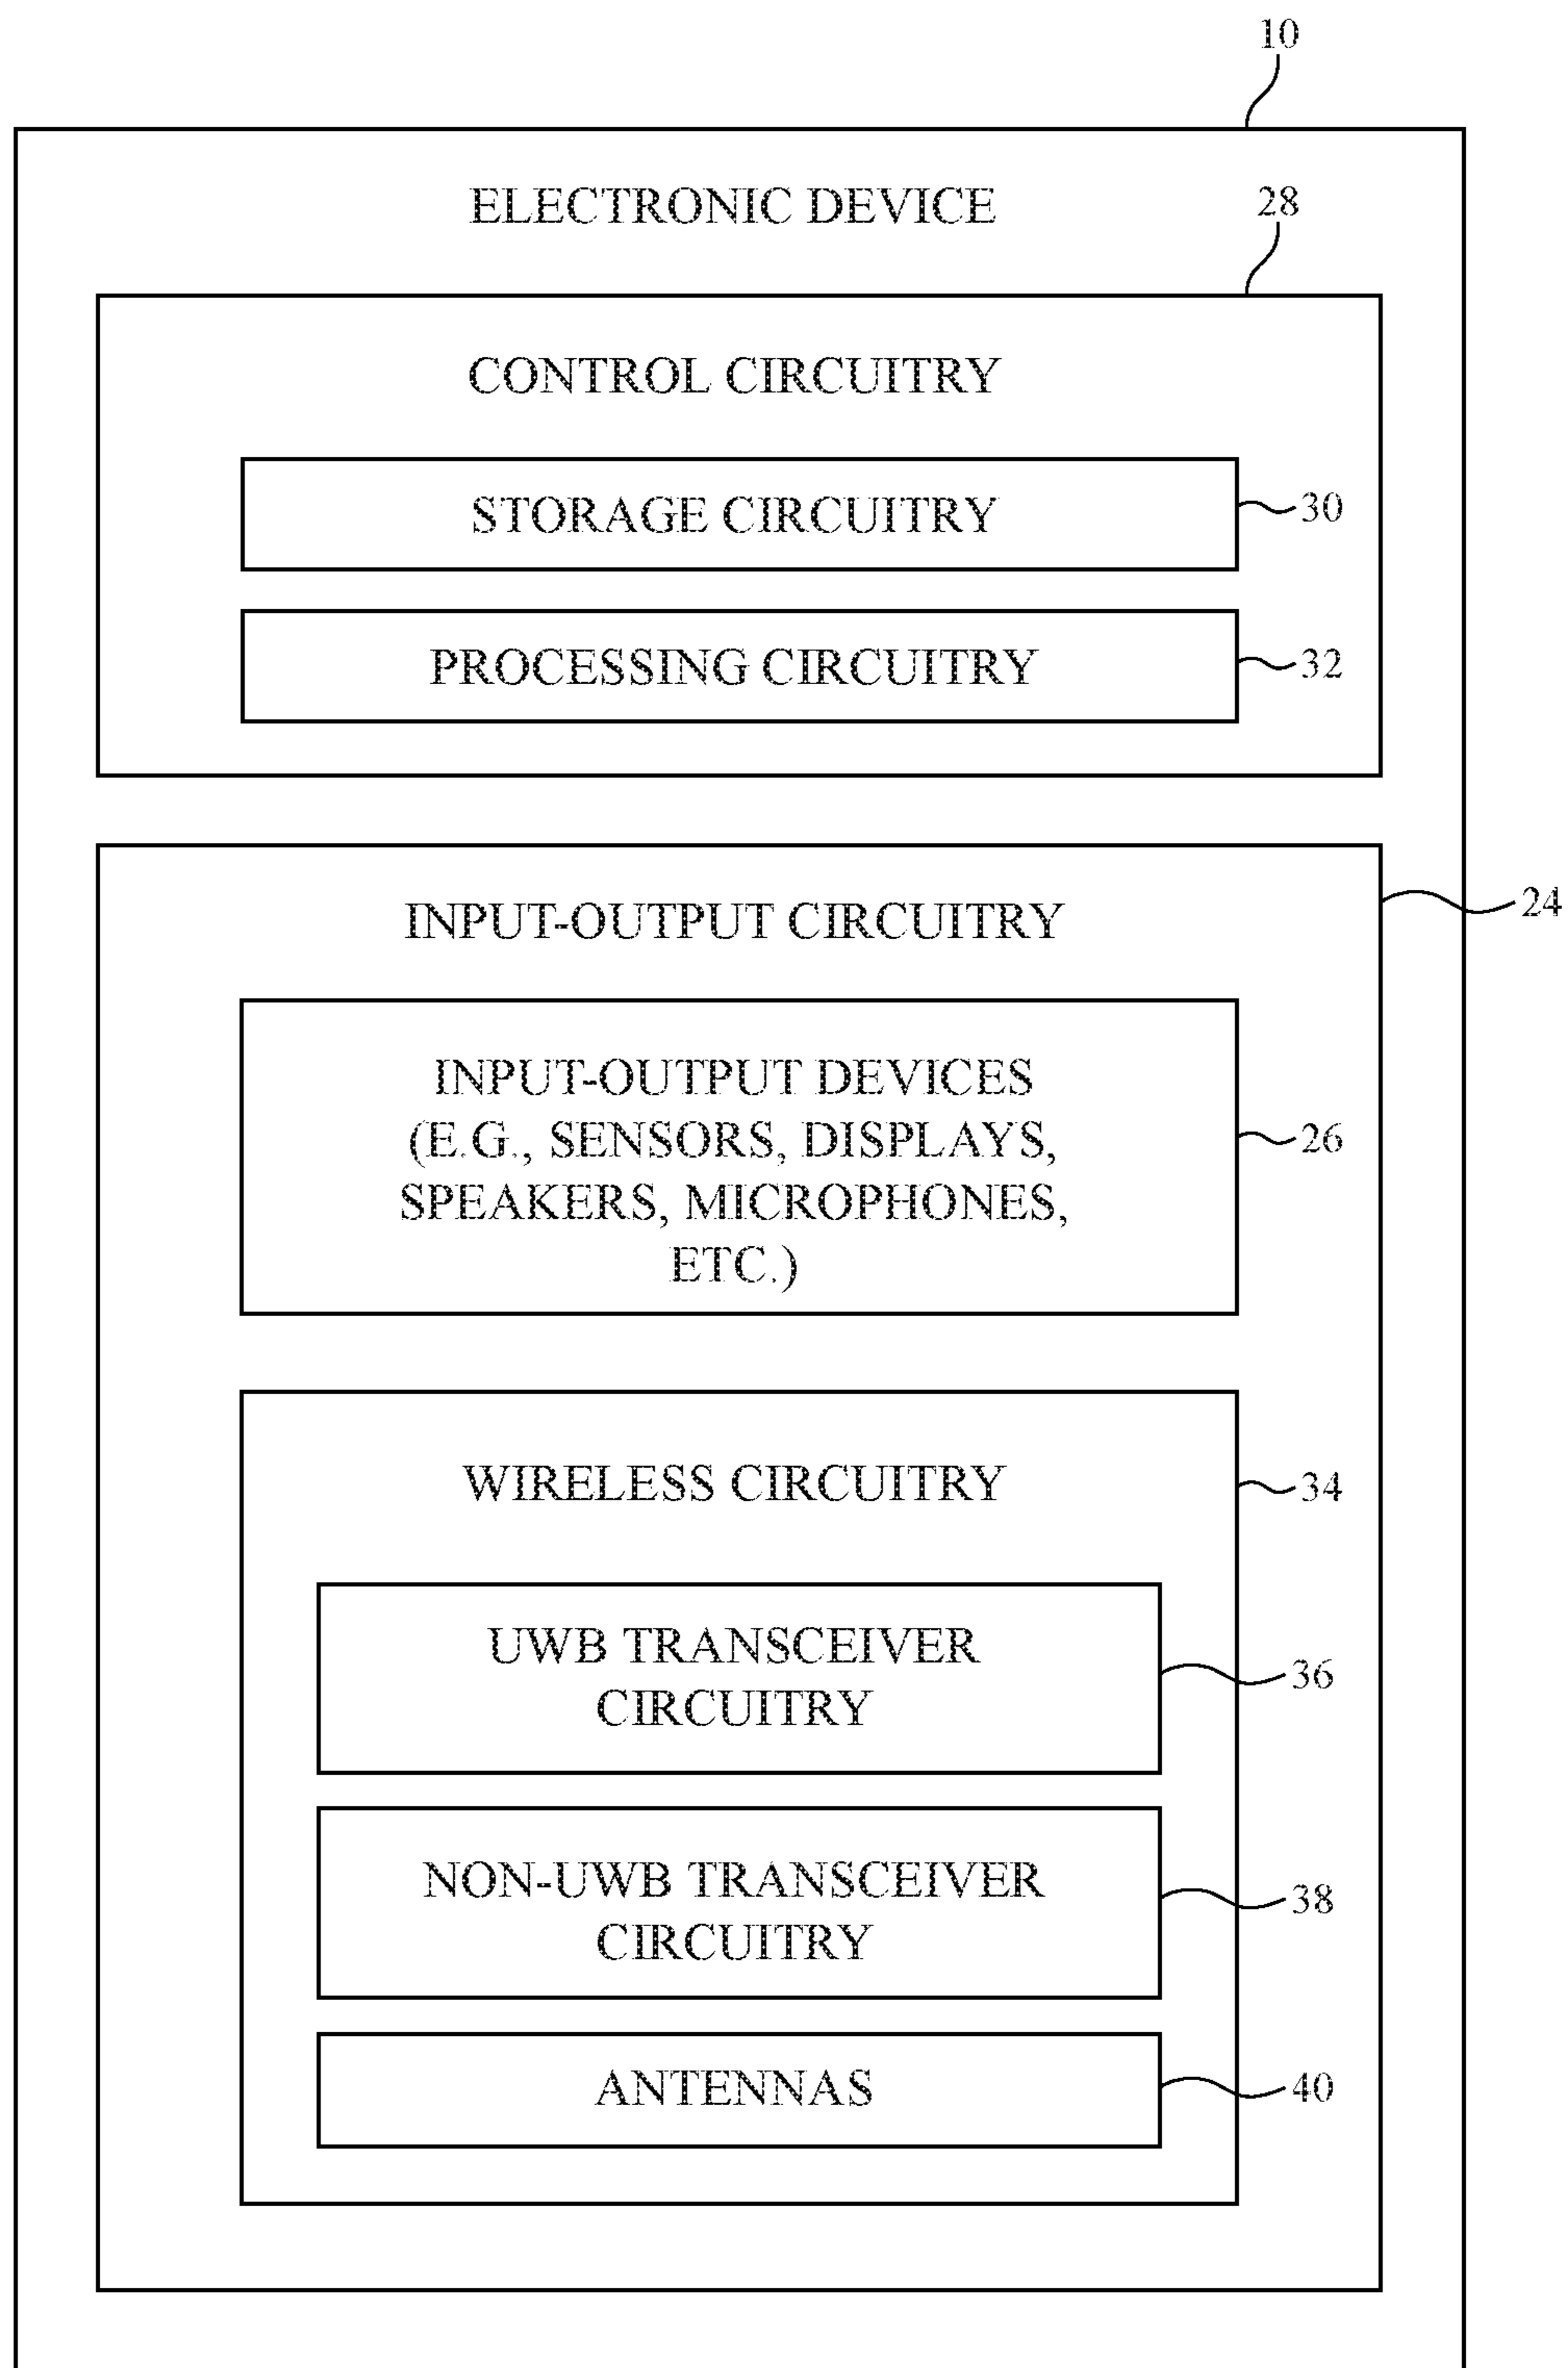 10
ELECTRONIC DEVICE
28
CONTROL CIRCUITRY
STORAGE CIRCUITRY
30
PROCESSING CIRCUITRY
32
INPUT-OUTPUT CIRCUITRY
24
INPUT-OUTPUT DEVICES
(E.G., SENSORS, DISPLAYS,
SPEAKERS, MICROPHONES,
ETC.)
26
WIRELESS CIRCUITRY
34
UWB TRANSCEIVER
CIRCUITRY
36
NON-UWB TRANSCEIVER
CIRCUITRY
38
ANTENNAS
40